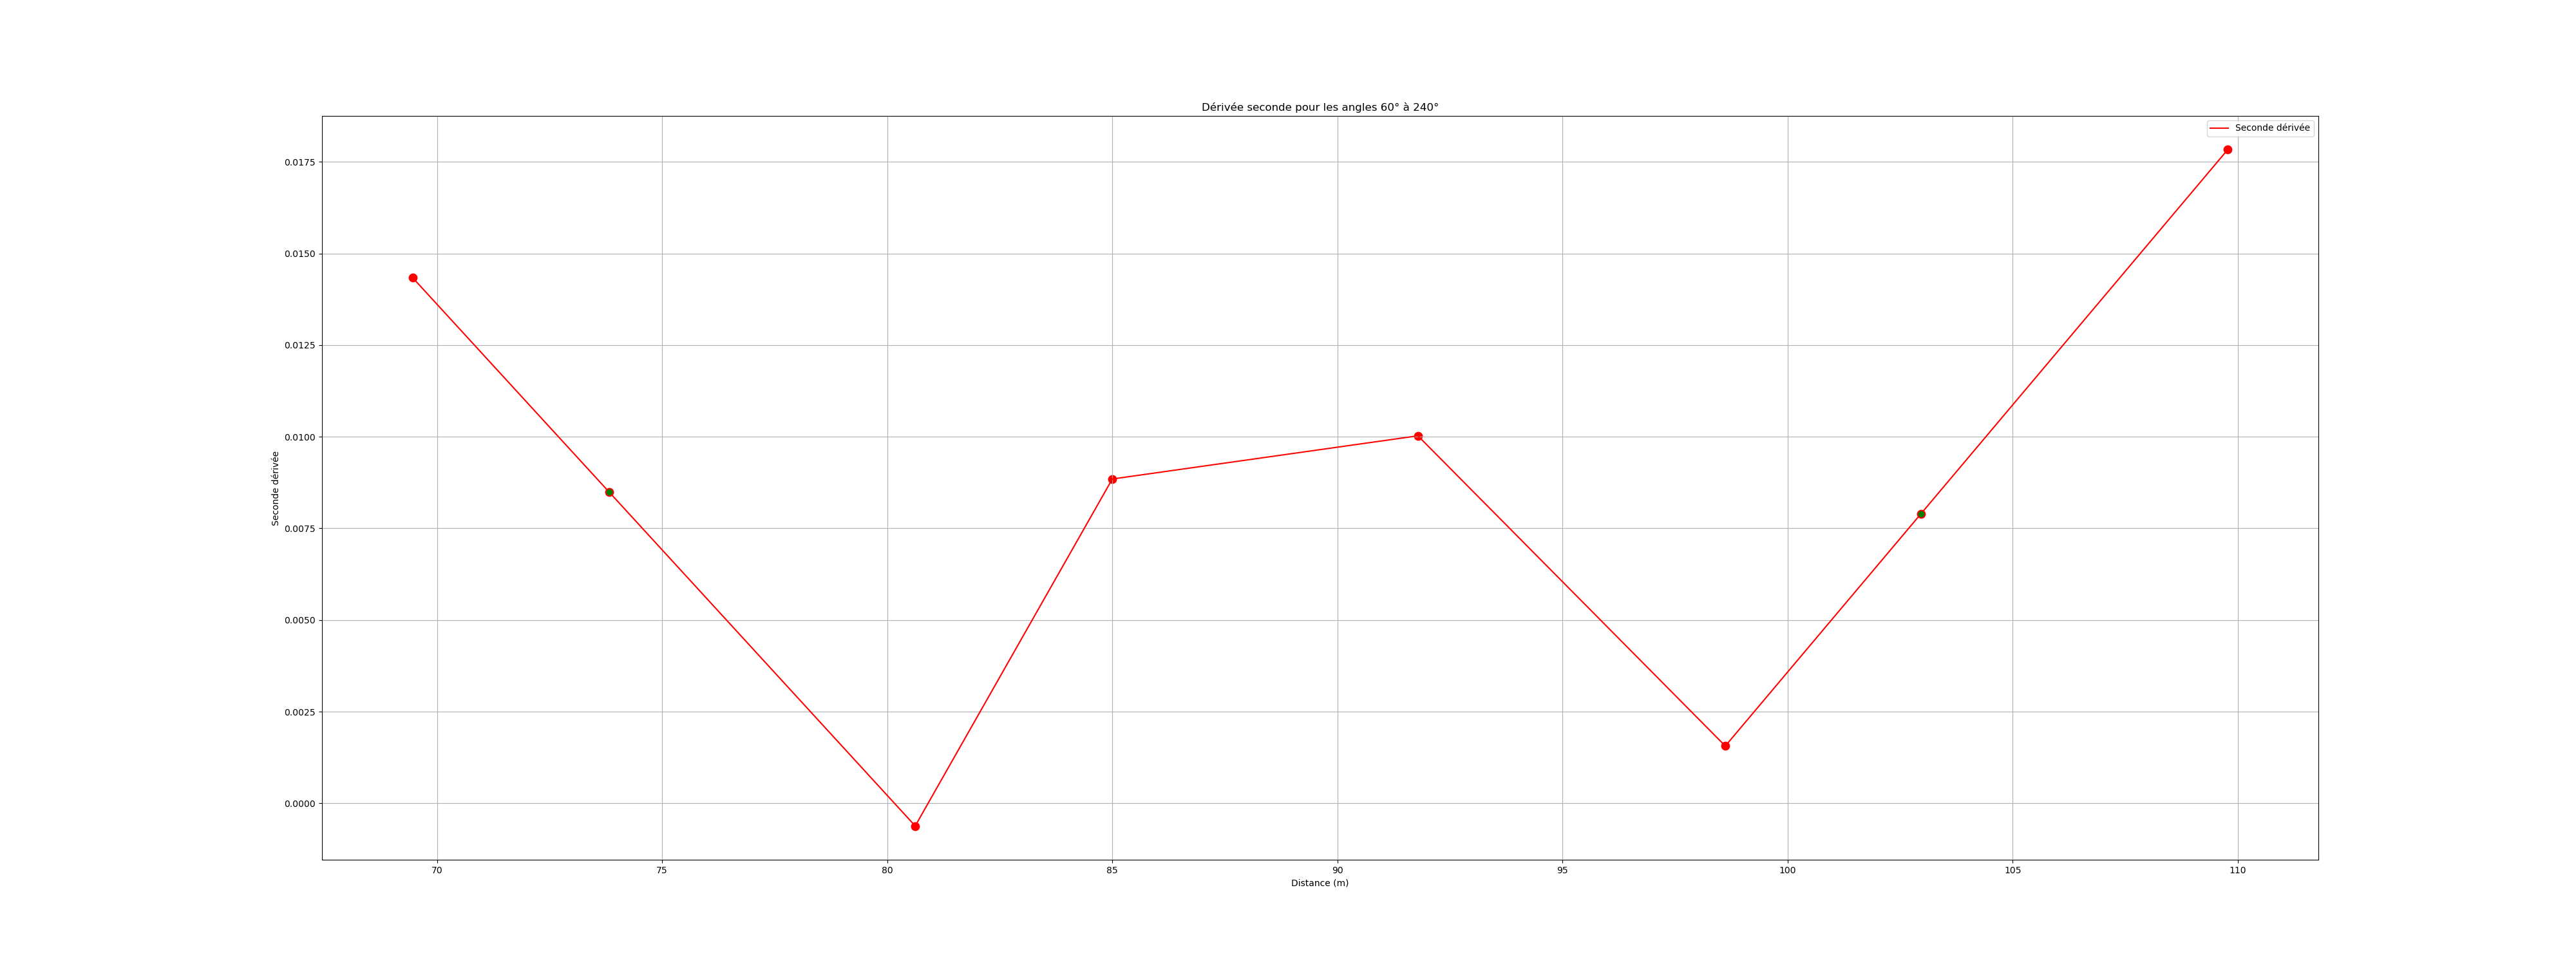 Dérivée seconde pour les angles 60° à 240°
Seconde dérivée
0.0175
0.0150
0.0125
0.0100
0.0075
0.0050
0.0025
0.0000
Seconde dérivée
70 75 80 85 90 95 100 105 110
Distance (m)